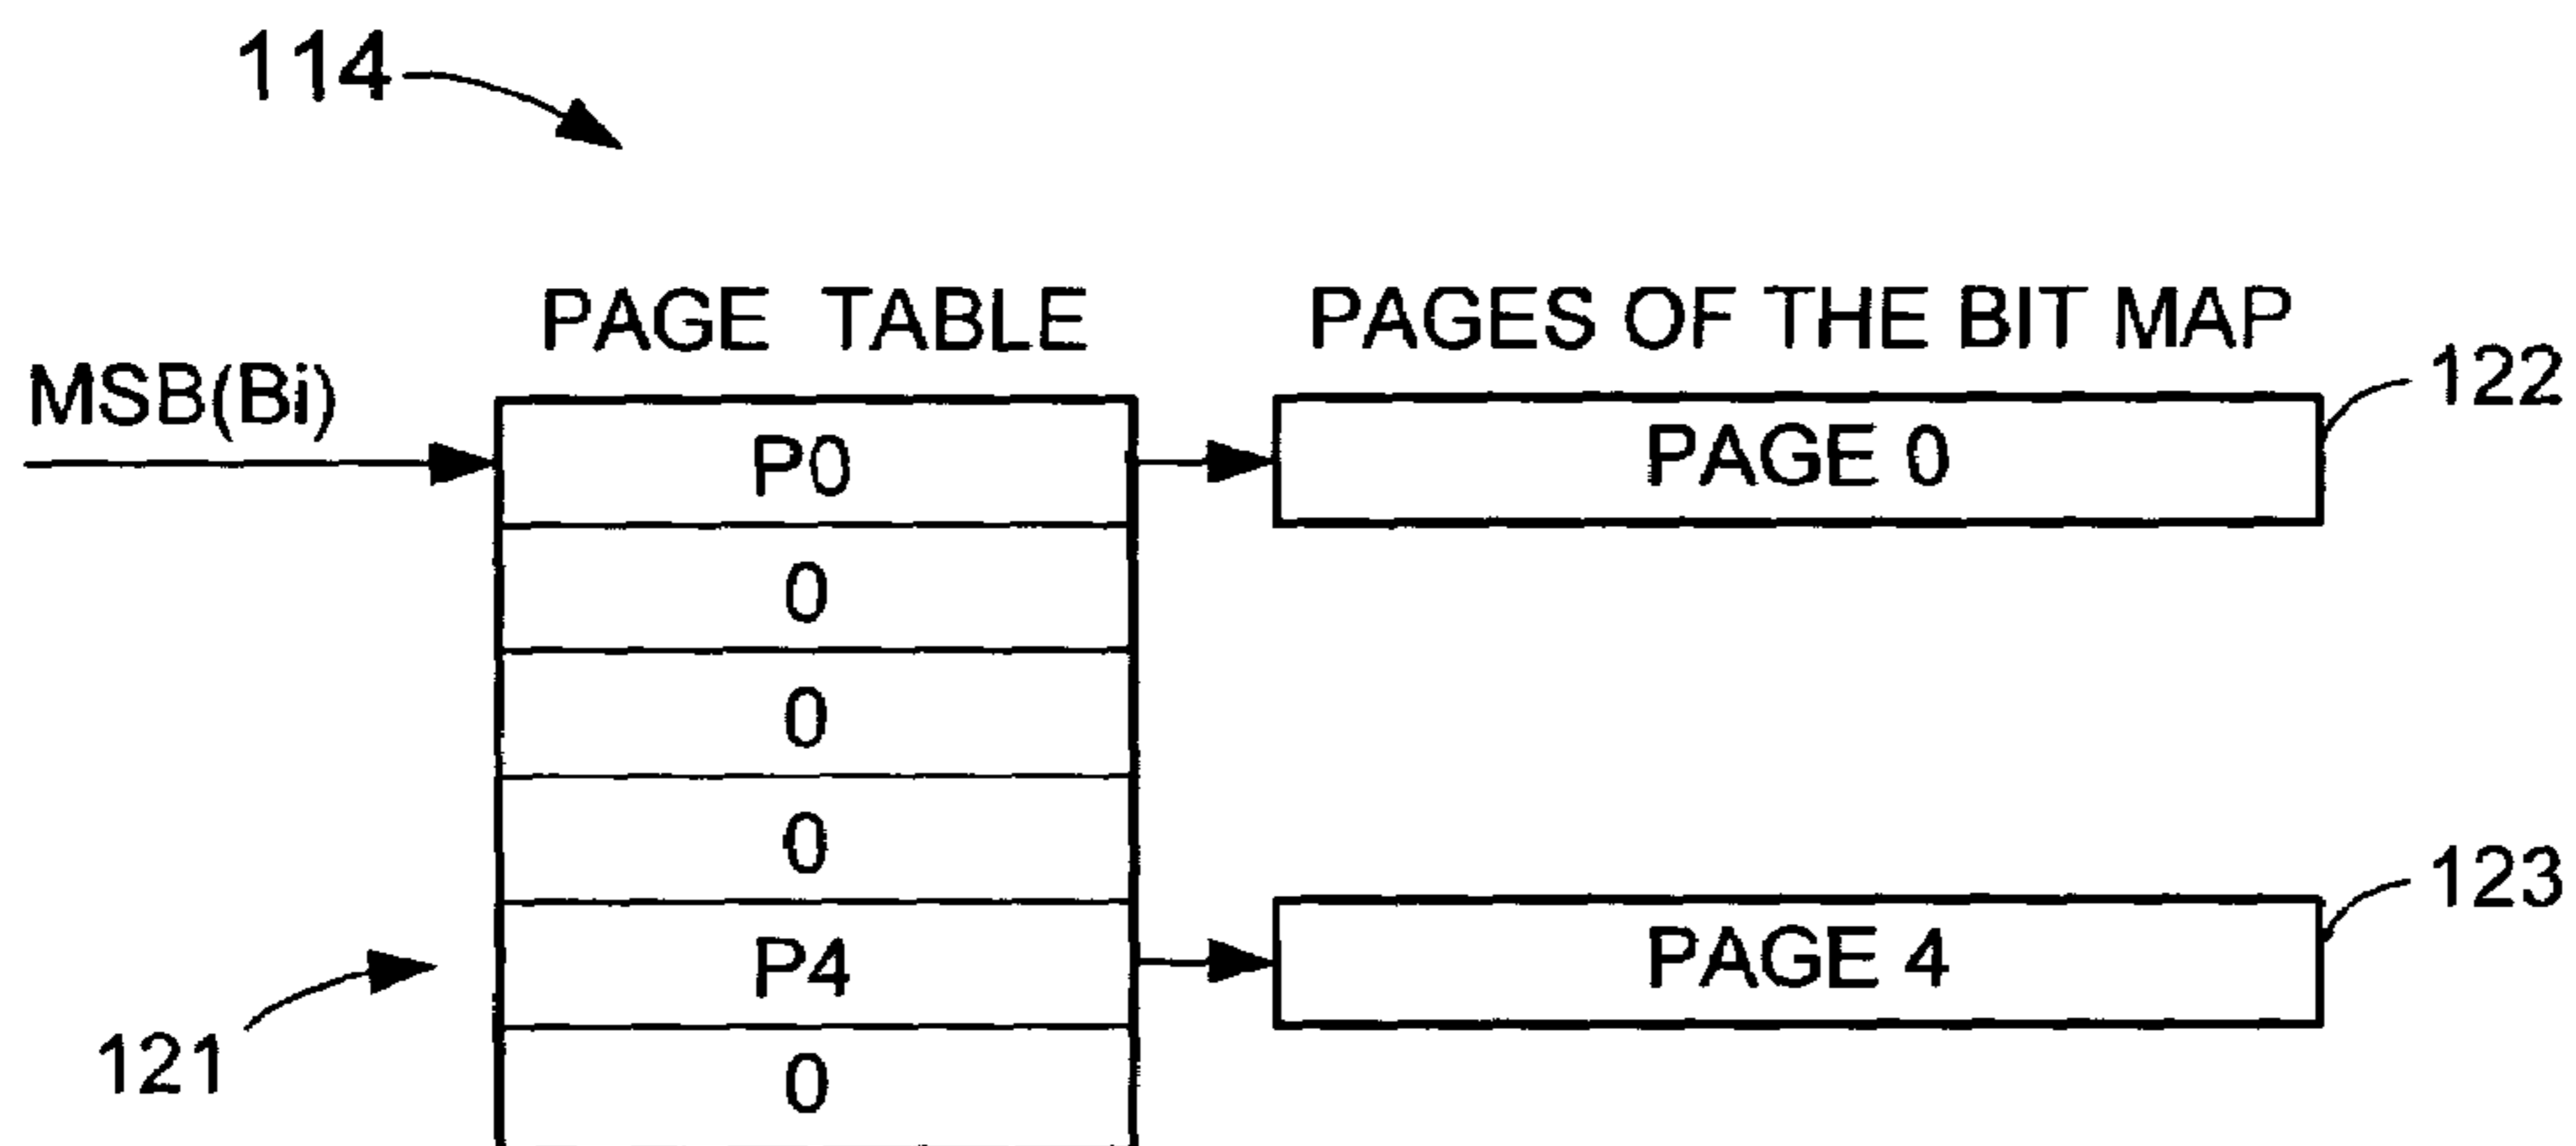 114
PAGE TABLE PAGES OF THE BIT MAP
122
MSB(Bi)
P0 PAGE 0
0
0
0
123
P4 PAGE 4
121
0